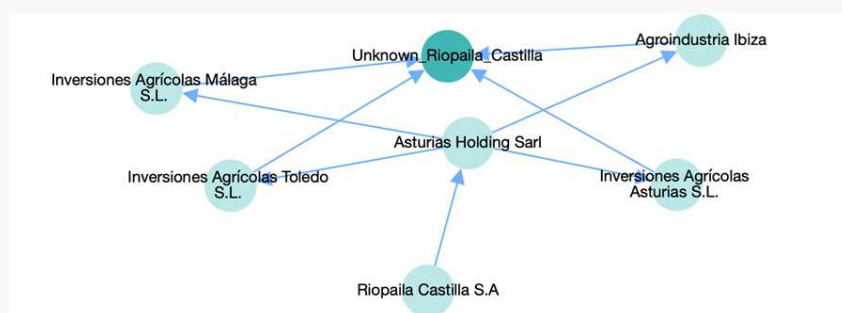 Agroindustria Ibiza
Unknown_Riopaila_Castilla
Inversiones Agrícolas Málaga
S.L.
Asturias Holding Sarl
Inversiones Agrícolas Toledo
S.L.
Inversiones Agrícolas
Asturias S.L.
Riopaila Castilla S.A